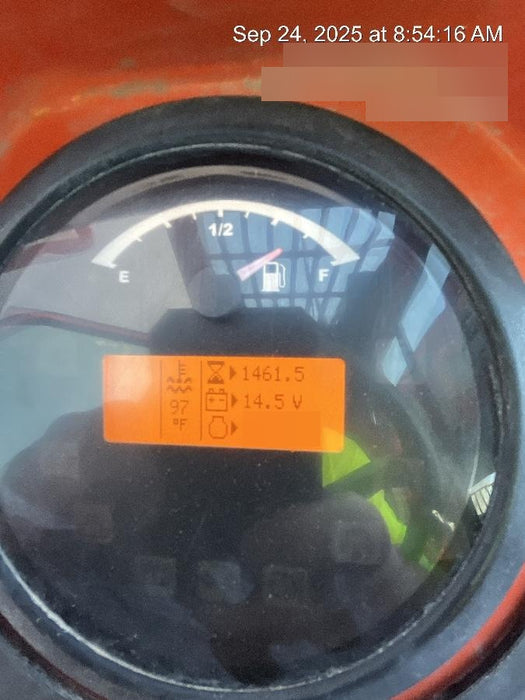 Sep 24, 2025 at 8:54:16 AM
1/2
E F
1461.5
97 14.5 V
°F